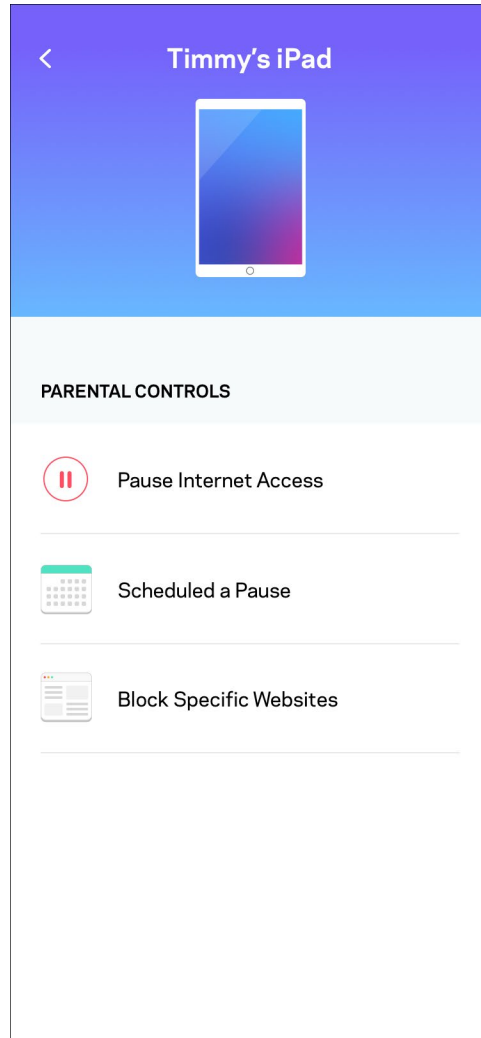 Timmy's iPad
PARENTAL CONTROLS
Pause Internet Access
Scheduled a Pause
Block Specific Websites